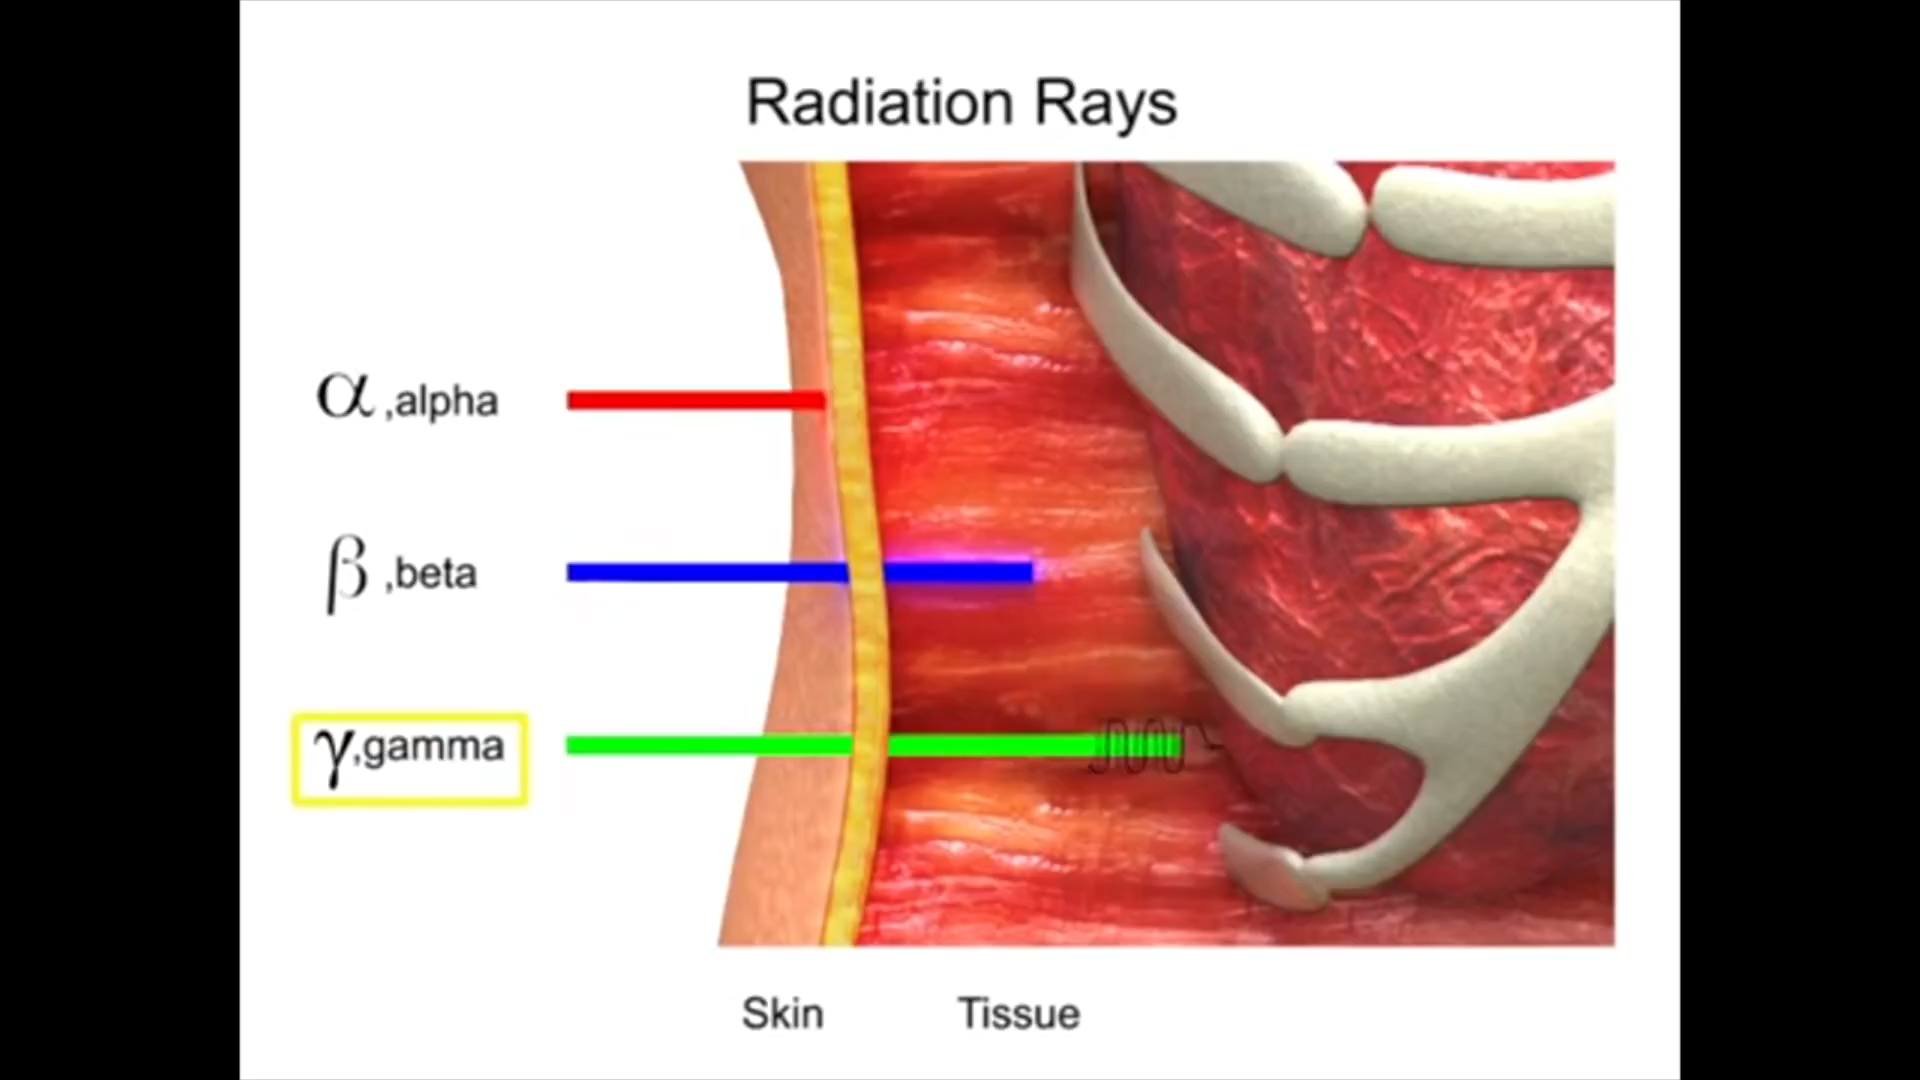 Radiation Rays
α ,alpha
β ,beta
γ,gamma
Skin Tissue